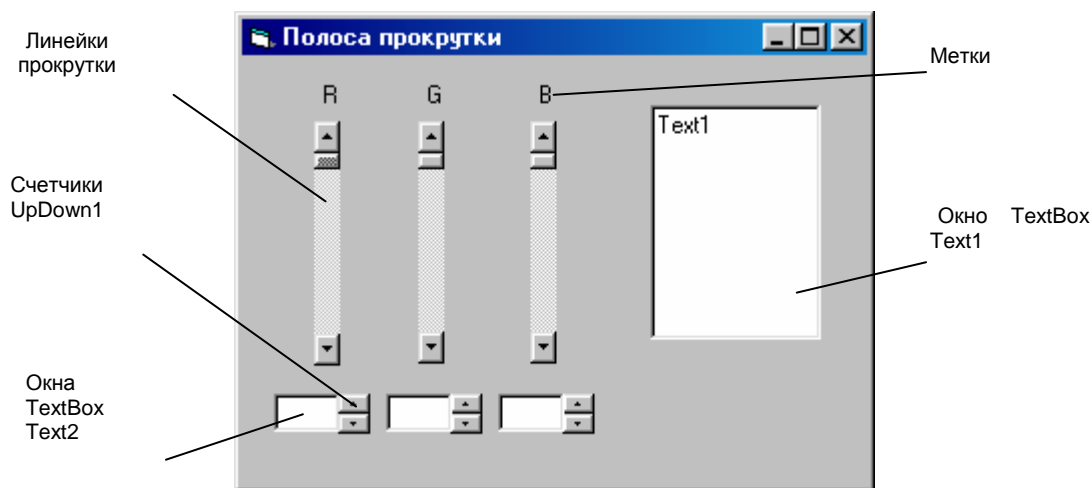 Линейки
прокрутки
Полоса прокрутки
Метки
R G B
Text1
Счетчики
UpDown1
Окно TextBox
Text1
Окна
TextBox
Text2